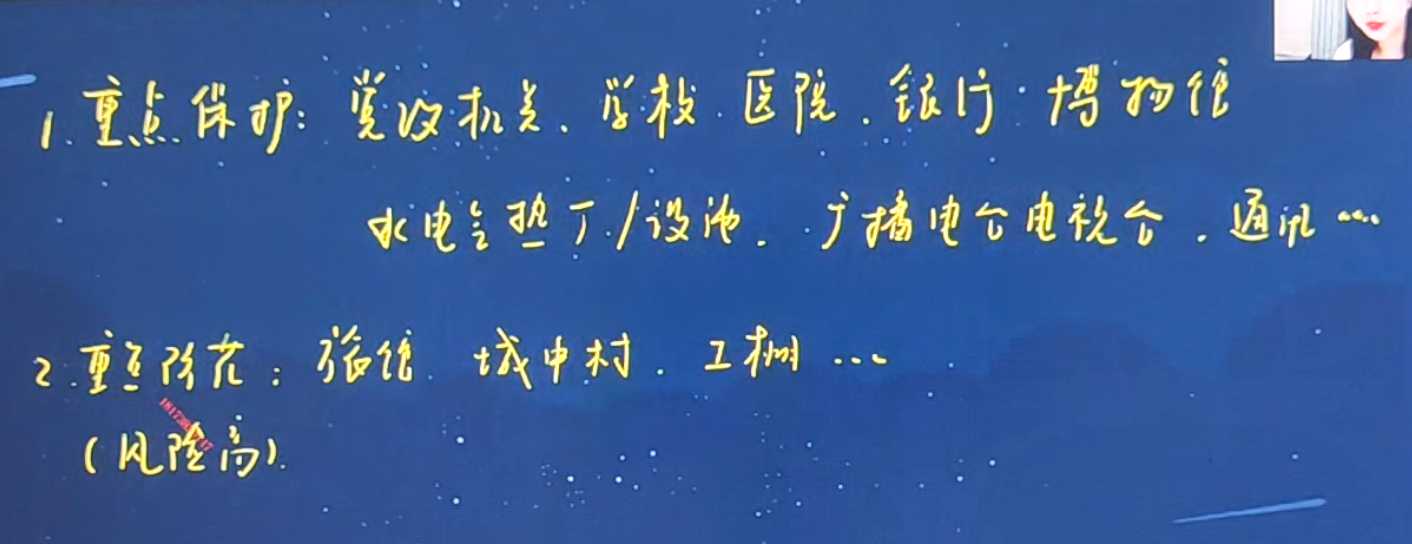 1. 重点保护: 党政机关、学校、医院、银行、博物馆
水电气热厂/设施、广播电台电视台、通讯……
2. 重点防范: 旅馆、城中村、工棚…
(风险高).